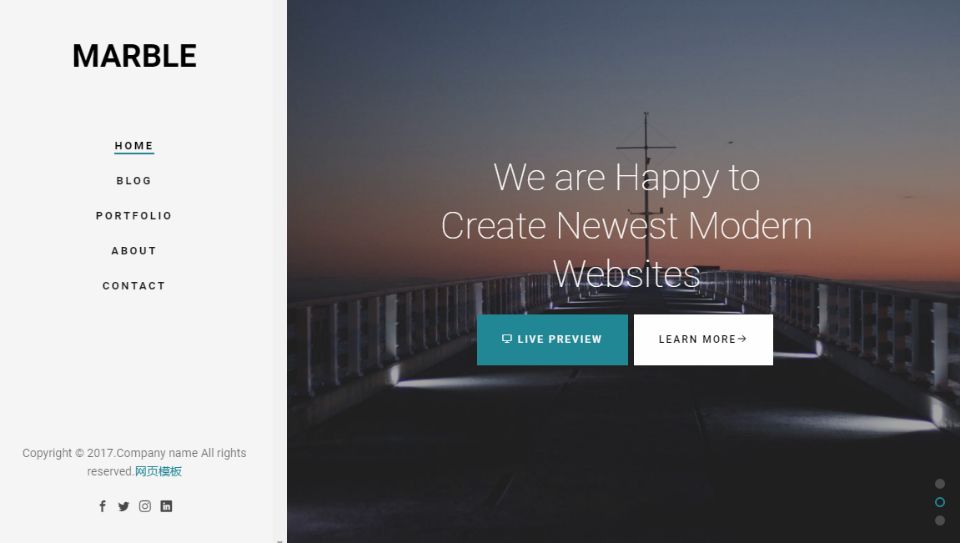 MARBLE
HOME
BLOG
PORTFOLIO
ABOUT
CONTACT
Copyright © 2017.Company name All rights
reserved.网页模板
We are Happy to
Create Newest Modern
Websites
LIVE PREVIEW
LEARN MORE→